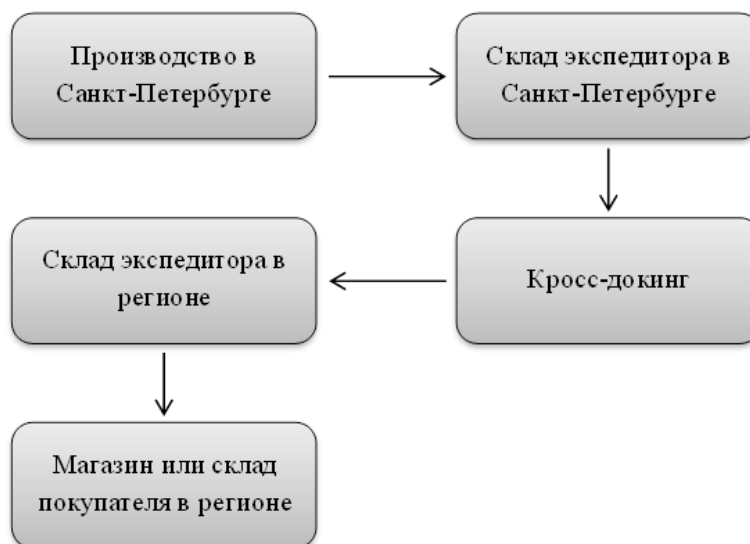 Производство в
Санкт-Петербурге
Склад экспедитора в
Санкт-Петербурге
Кросс-докинг
Склад экспедитора в
регионе
Магазин или склад
покупателя в регионе